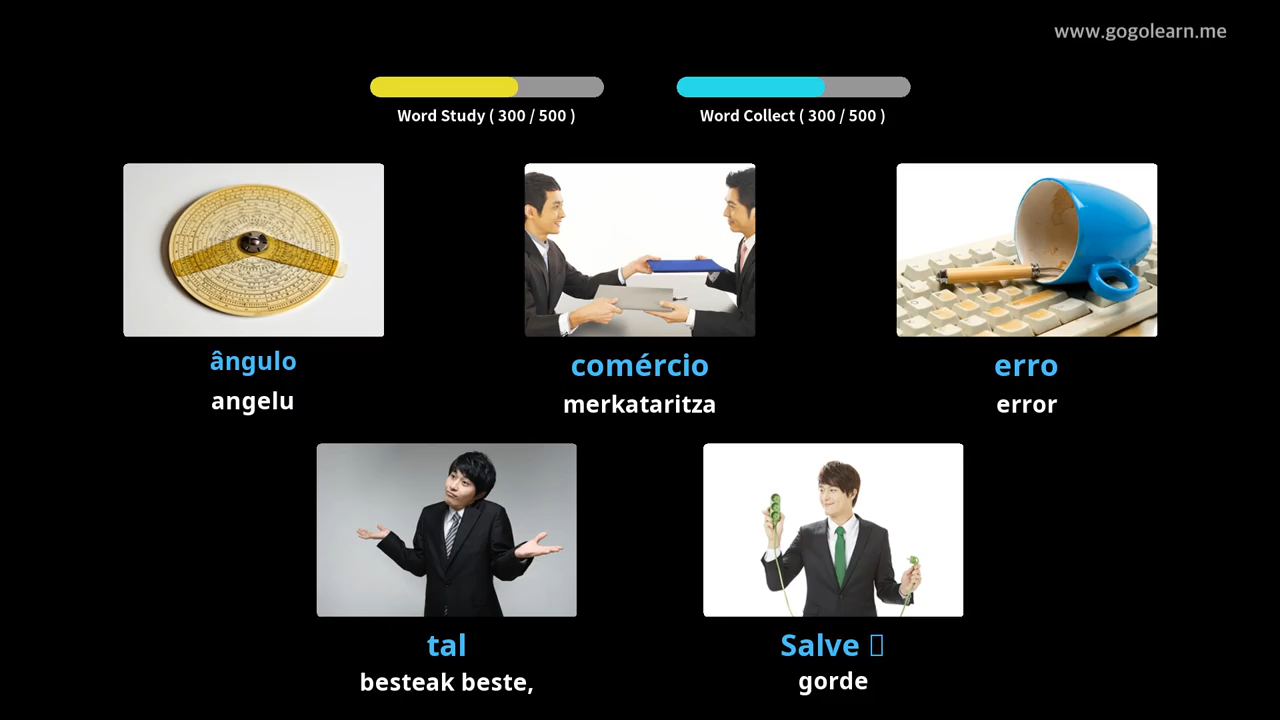 www.gogolearn.me
Word Study ( 300 / 500 )
Word Collect ( 300 / 500 )
ângulo
angelu
comércio
merkataritza
erro
error
tal
besteak beste,
Salve
gorde